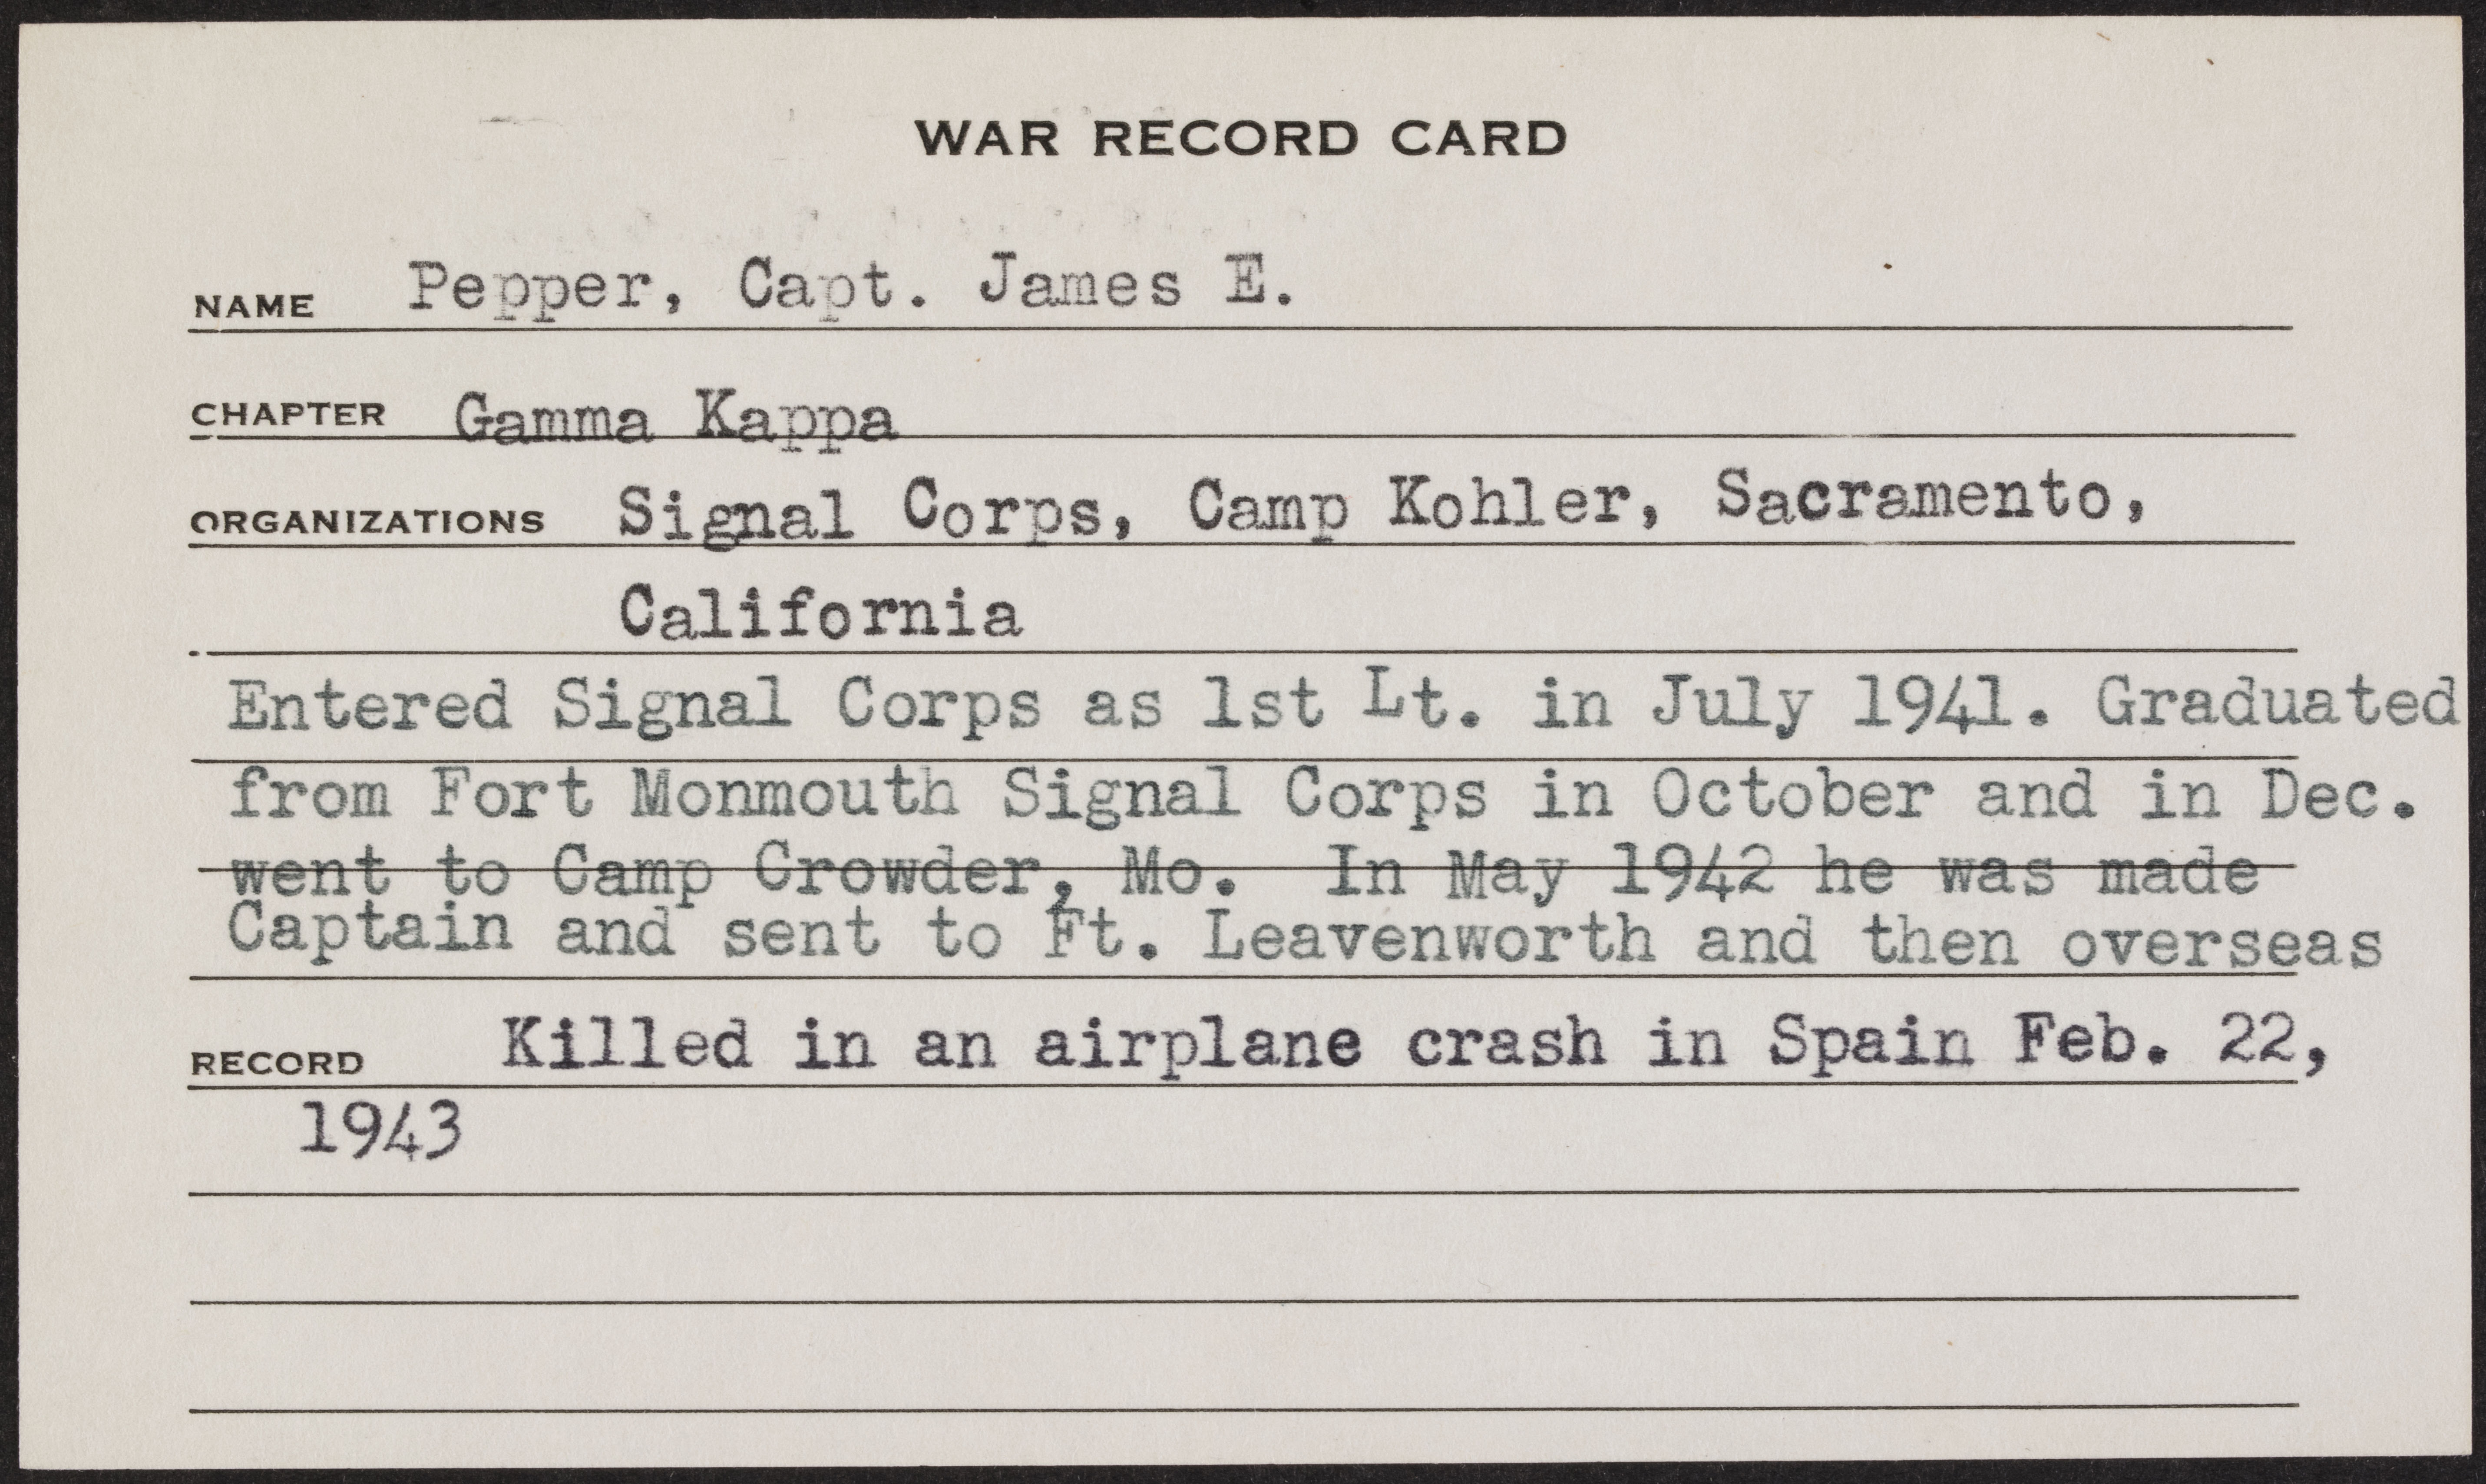 WAR RECORD CARD
NAME Pepper, Capt. James E.
CHAPTER Gamma Kappa
ORGANIZATIONS Signal Corps, Camp Kohler, Sacramento,
California
Entered Signal Corps as 1st Lt. in July 1941. Graduated
from Fort Monmouth Signal Corps in October and in Dec.
went to Camp Crowder, Mo. In May 1942 he was made
Captain and sent to Ft. Leavenworth and then overseas
RECORD Killed in an airplane crash in Spain Feb. 22,
1943